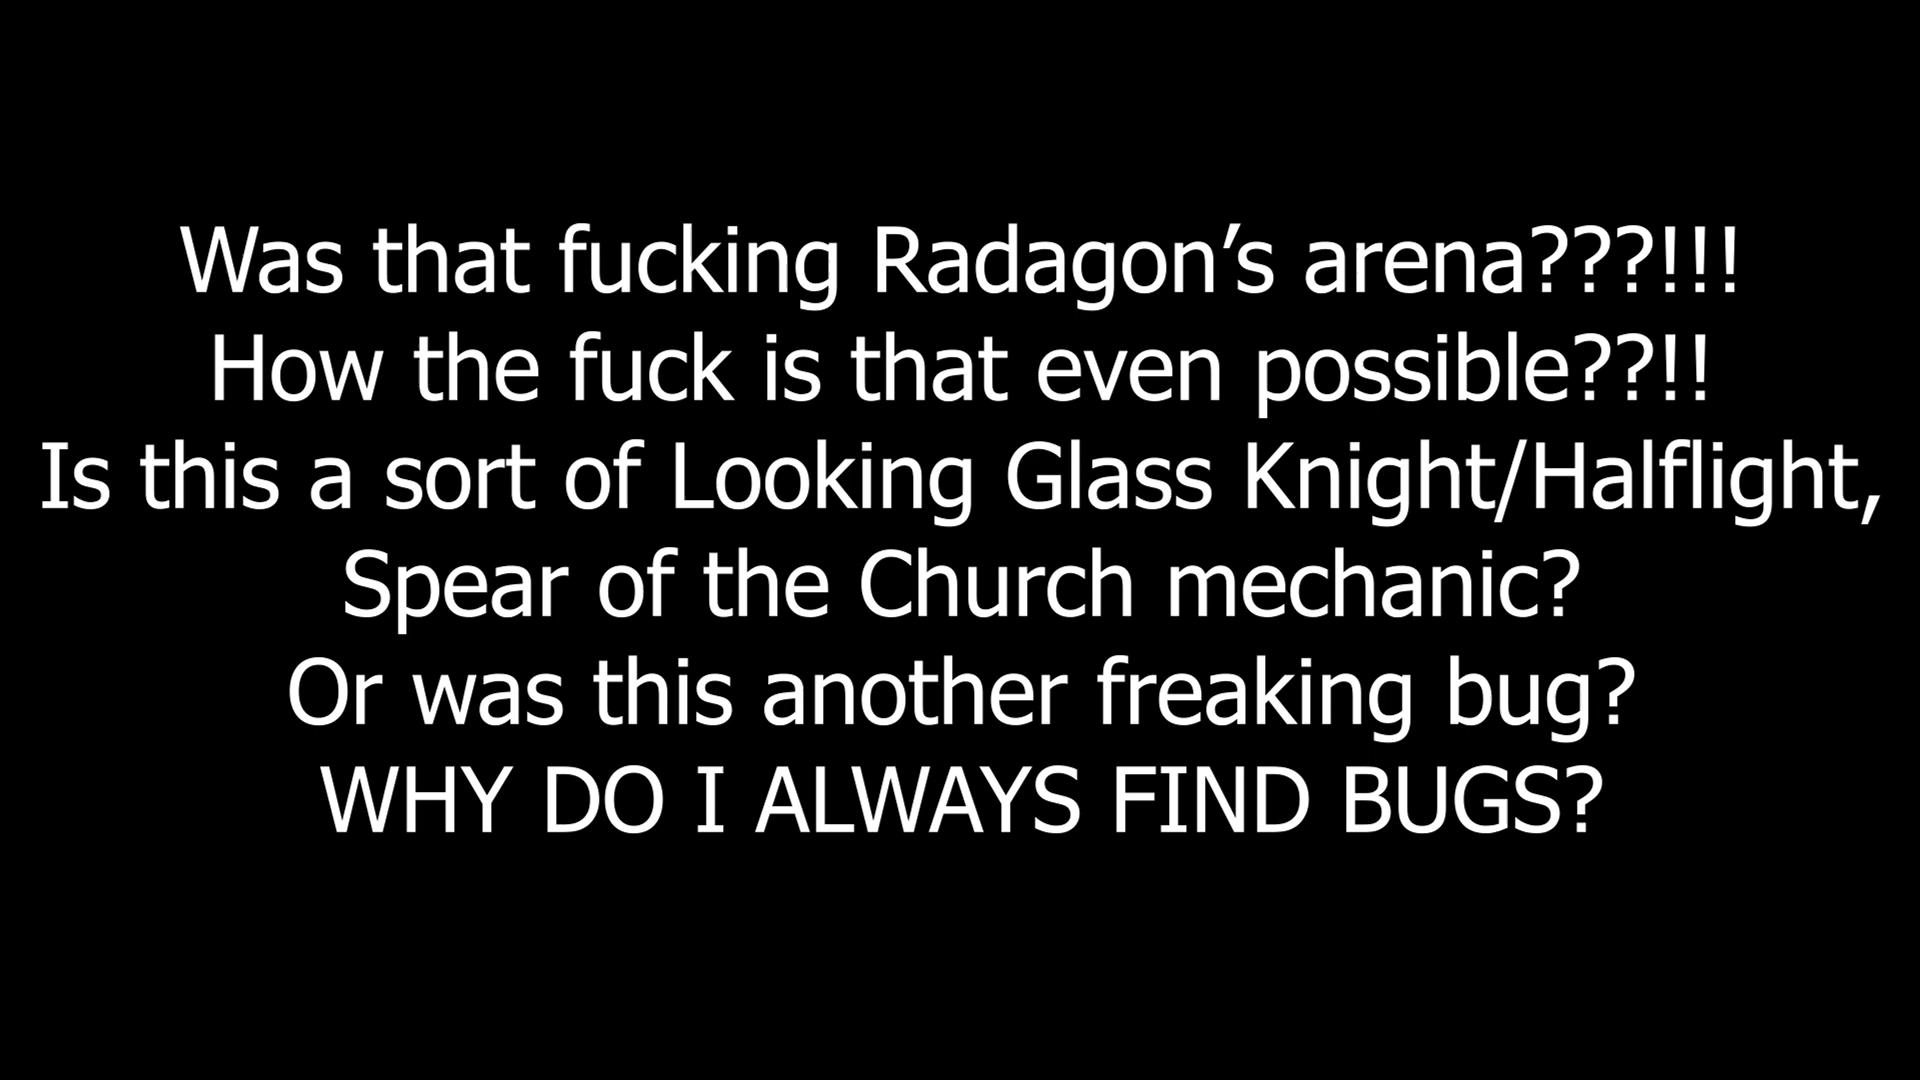 Was that fucking Radagon’s arena???!!!
How the fuck is that even possible??!!
Is this a sort of Looking Glass Knight/Halflight,
Spear of the Church mechanic?
Or was this another freaking bug?
WHY DO I ALWAYS FIND BUGS?